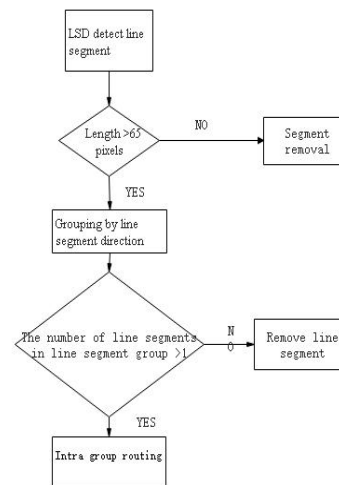 LSD detect line
segment
Length>65
pixels
NO
Segment
removal
YES
Grouping by line
segment direction
The number of line segments
in line segment group >1
N
O
Remove line
segment
YES
Intra group routing